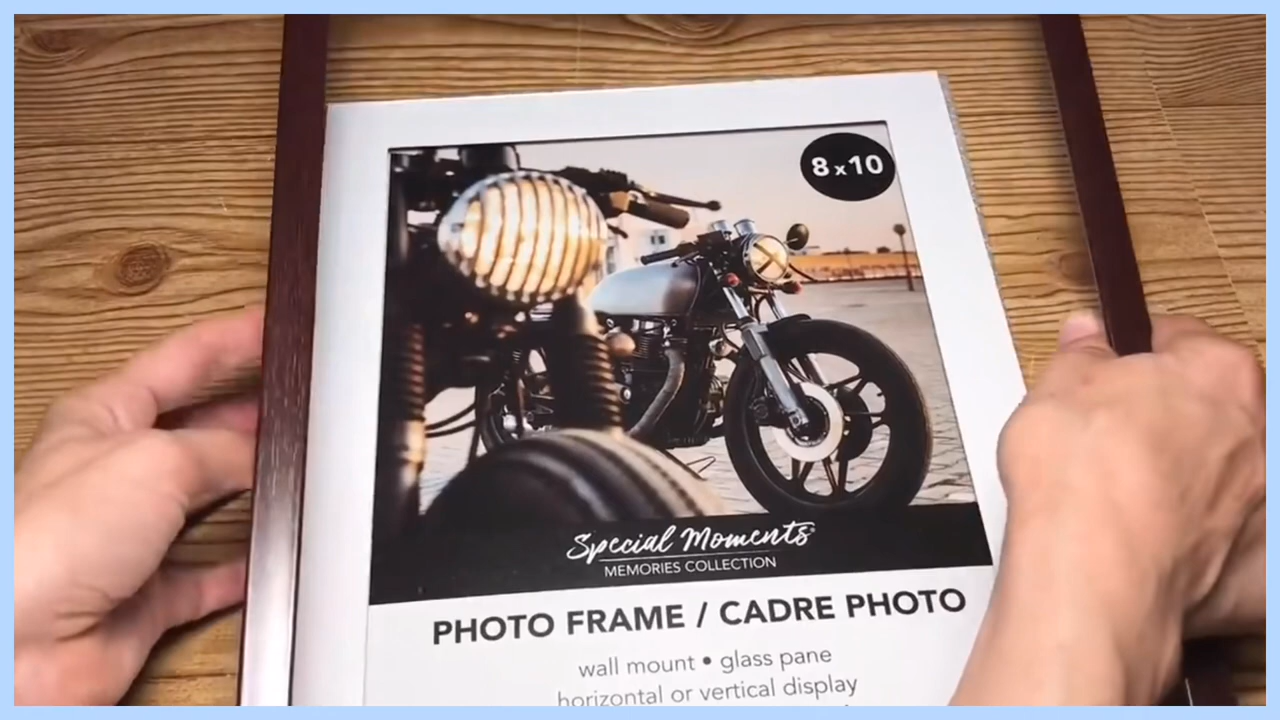 8x10
Special Moments®
MEMORIES COLLECTION
PHOTO FRAME / CADRE PHOTO
wall mount • glass pane
horizontal or vertical display